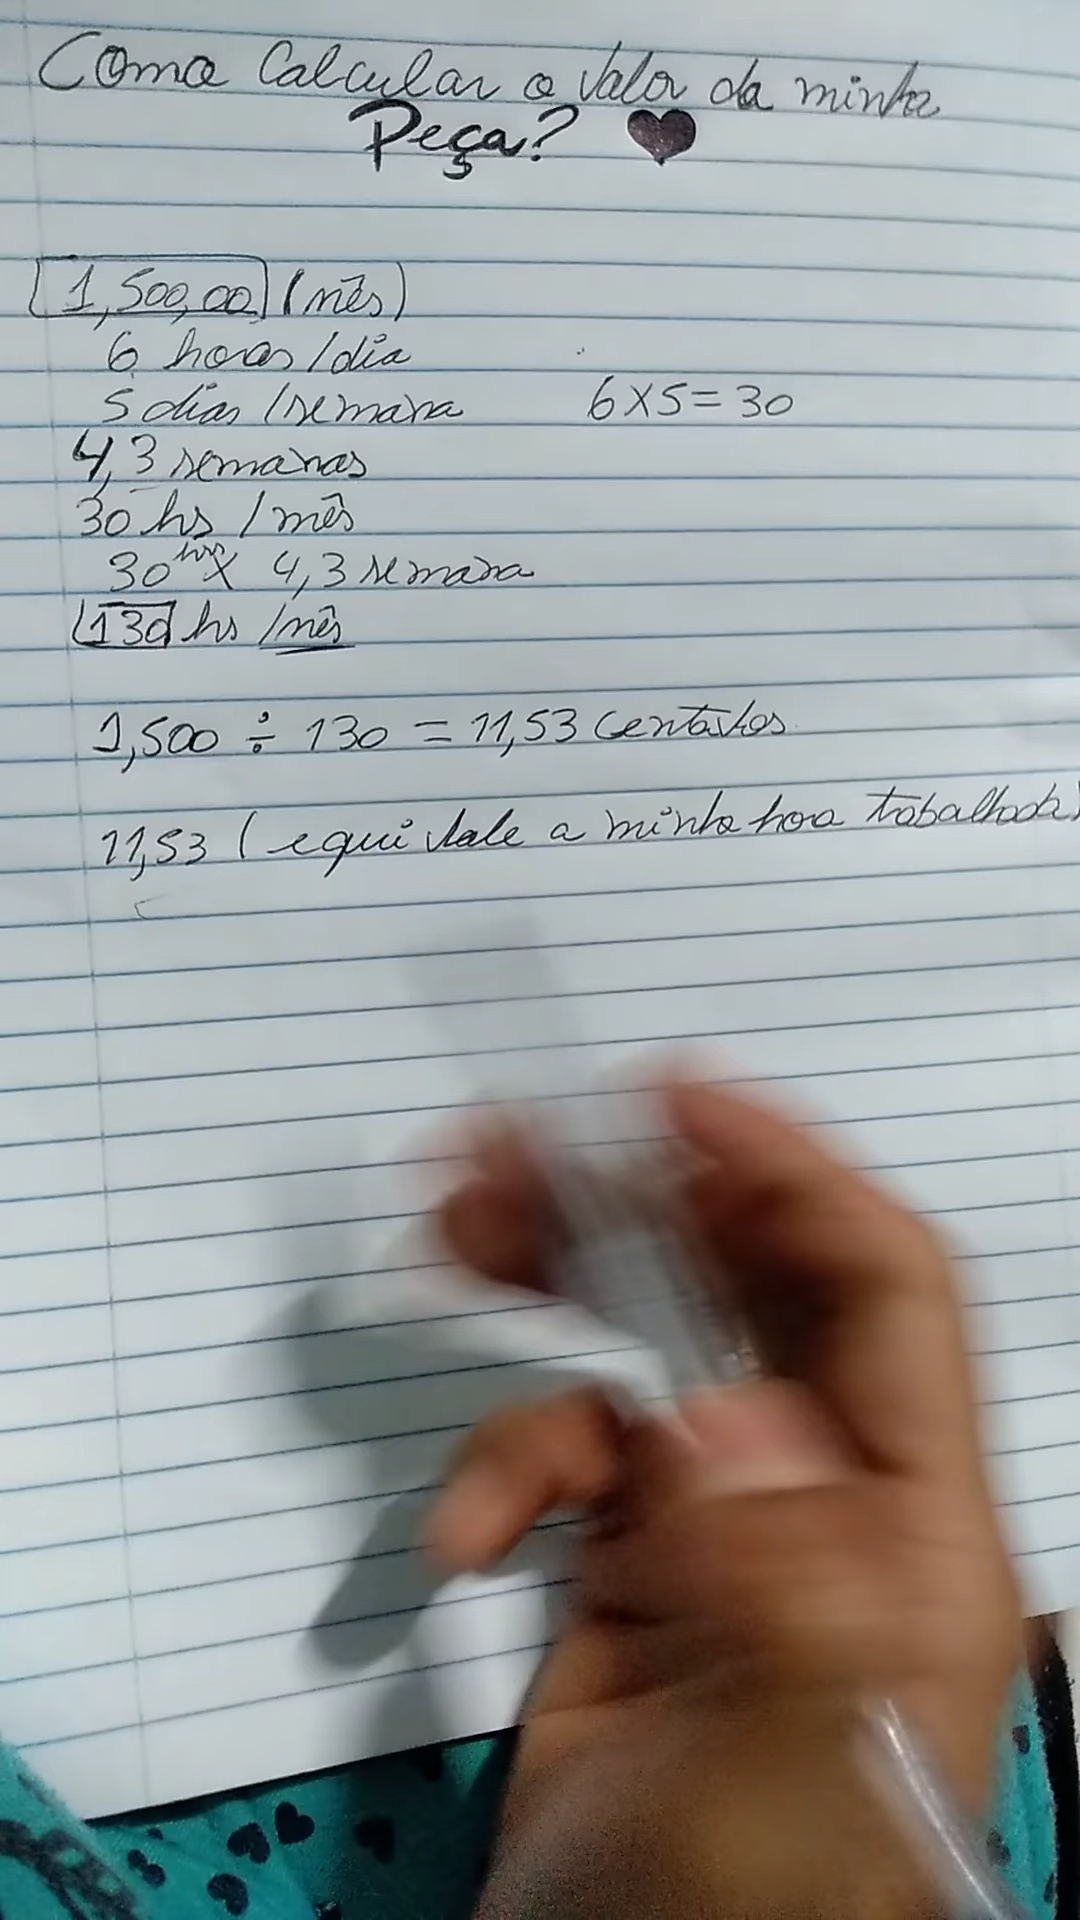 Como Calcular o Valor da minha
Peça?
1,500,00 (mês)
6 horas/dia
5 dias/semana 6x5=30
4,3 semanas
30 hs/mês
30 hrs x 4,3 semana
130 hs/mês
1,500 ÷ 130 = 11,53 centavos.
11,53 (equivale a minha hora trabalhada)